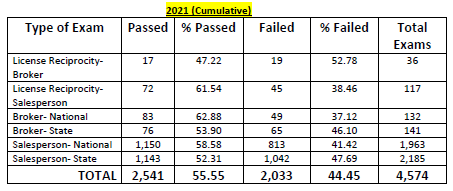 2021 (Cumulative)
Type of Exam Passed % Passed Failed % Failed Total Exams
License Reciprocity- Broker 17 47.22 19 52.78 36
License Reciprocity- Salesperson 72 61.54 45 38.46 117
Broker- National 83 62.88 49 37.12 132
Broker- State 76 53.90 65 46.10 141
Salesperson- National 1,150 58.58 813 41.42 1,963
Salesperson- State 1,143 52.31 1,042 47.69 2,185
TOTAL 2,541 55.55 2,033 44.45 4,574